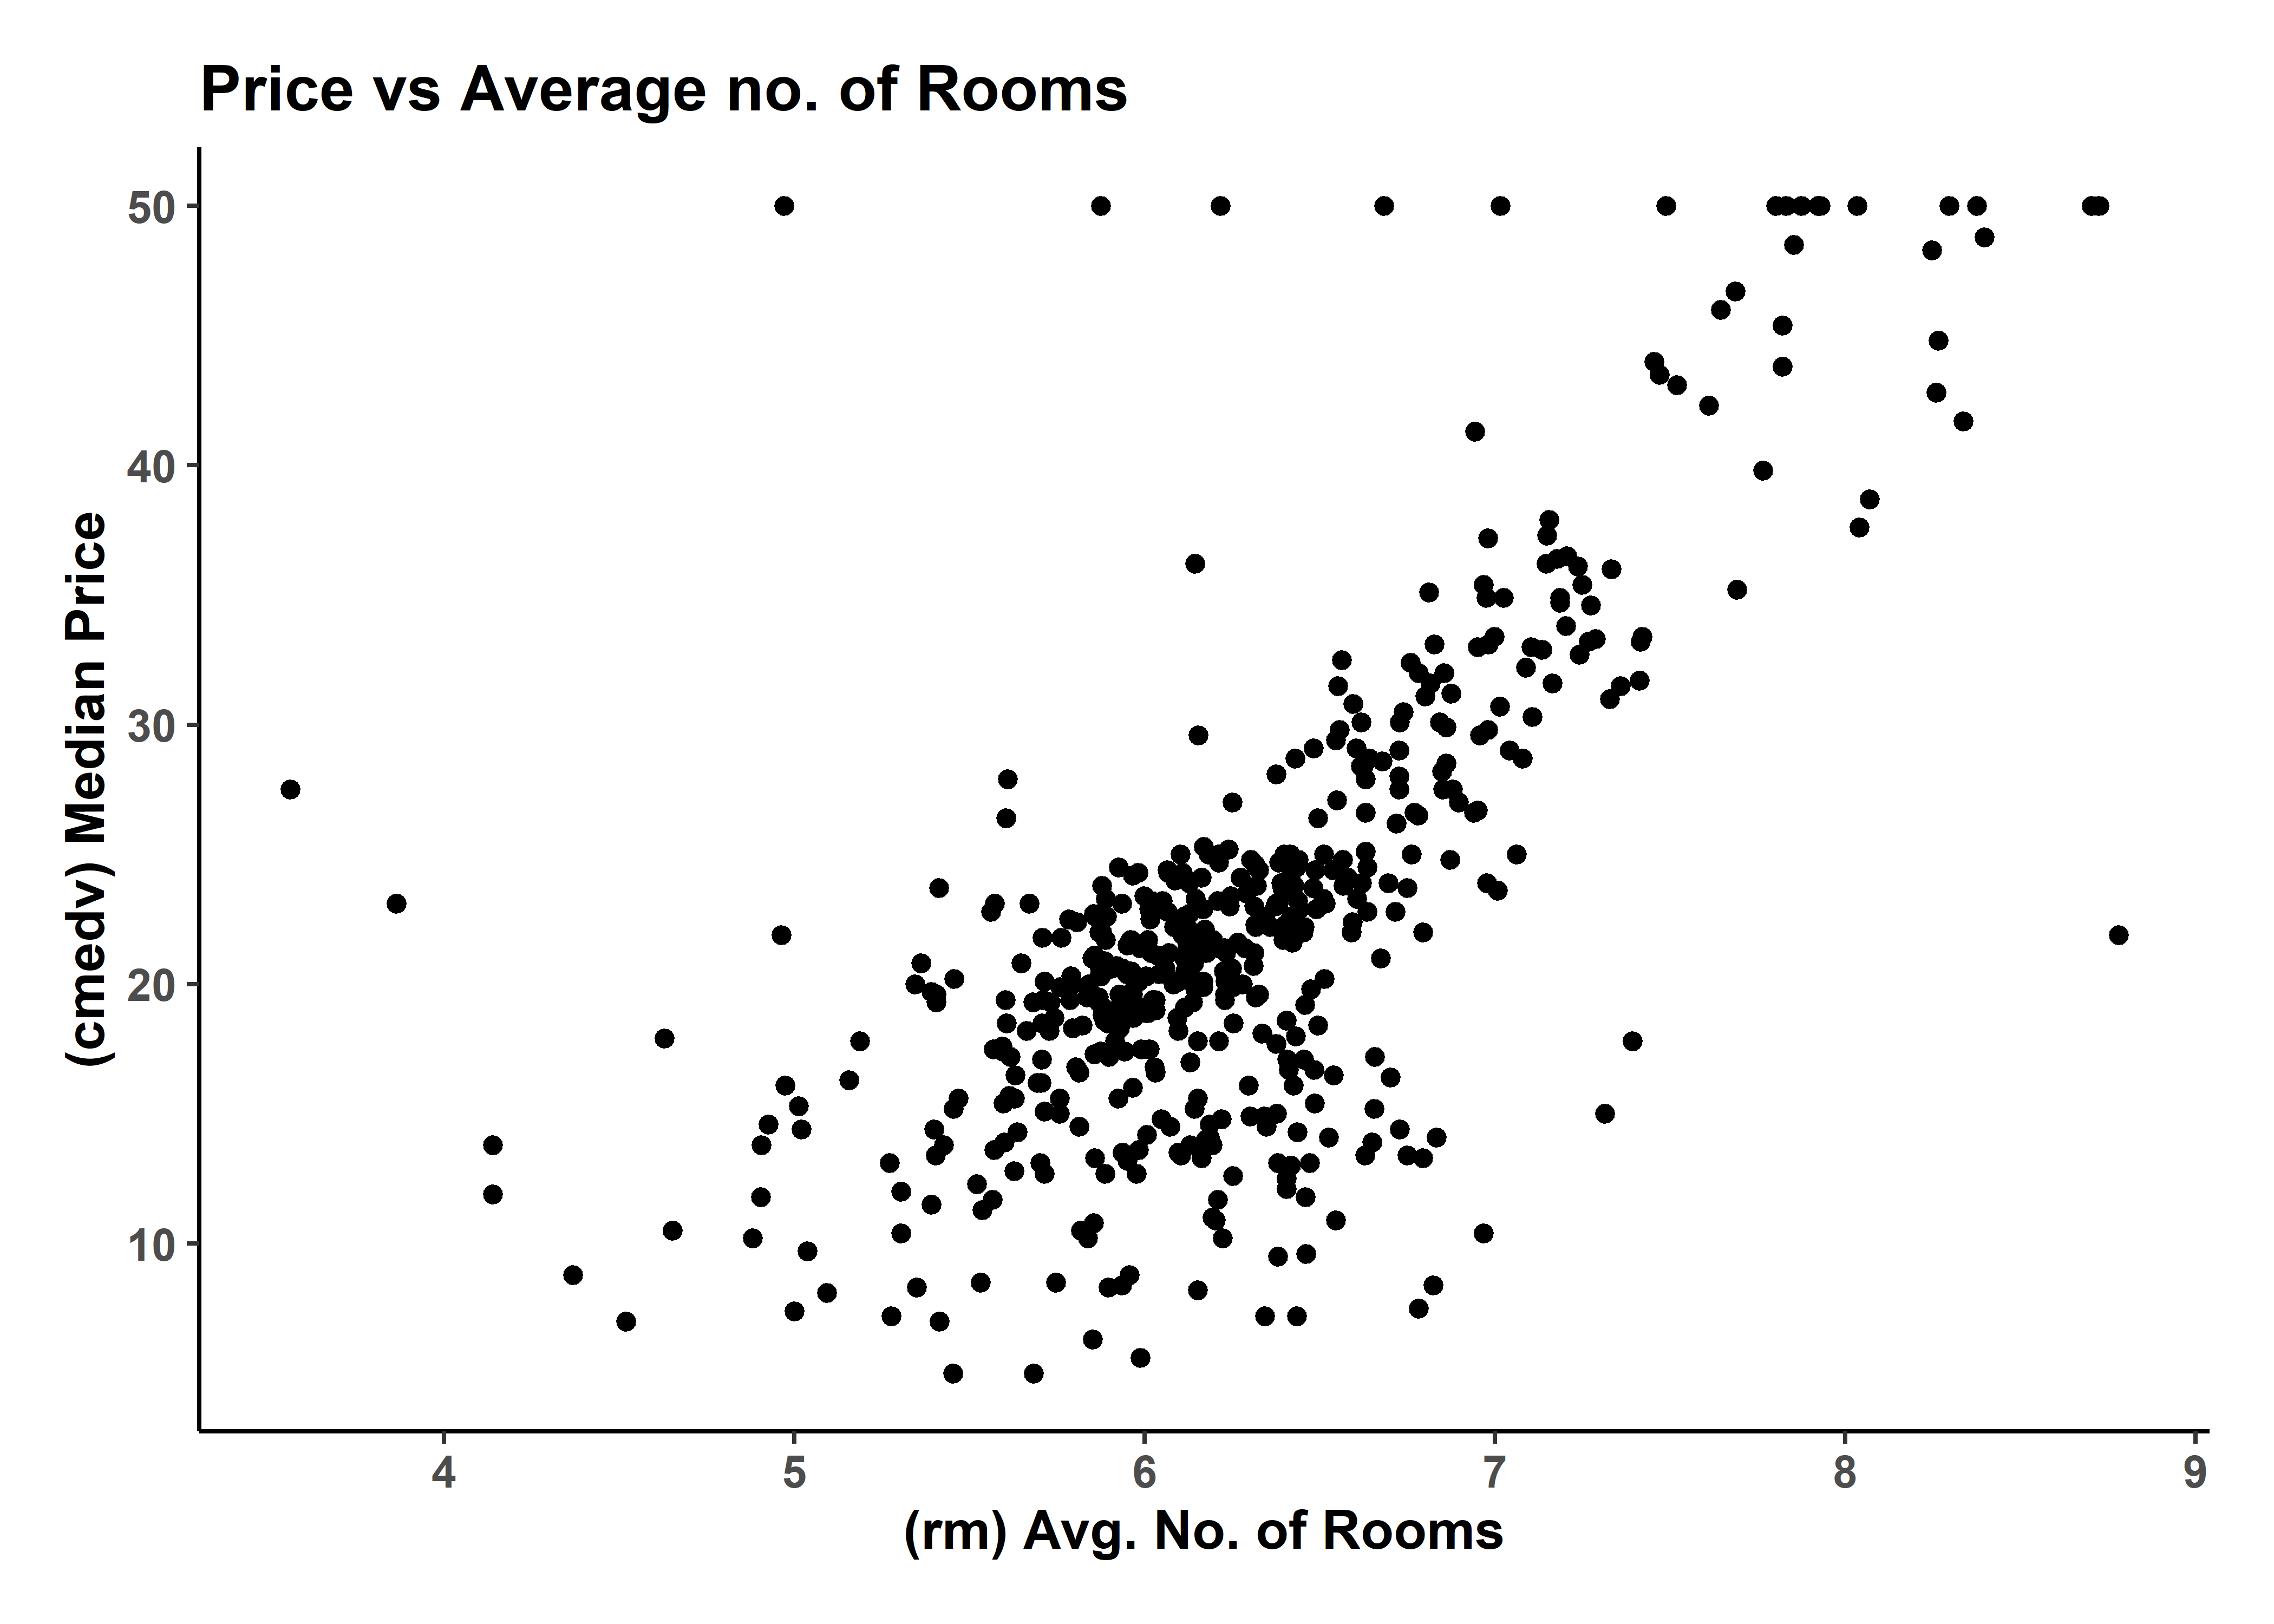 Price vs Average no. of Rooms
(cmedv) Median Price
50
40
30
20
10
4 5 6 7 8 9
(rm) Avg. No. of Rooms